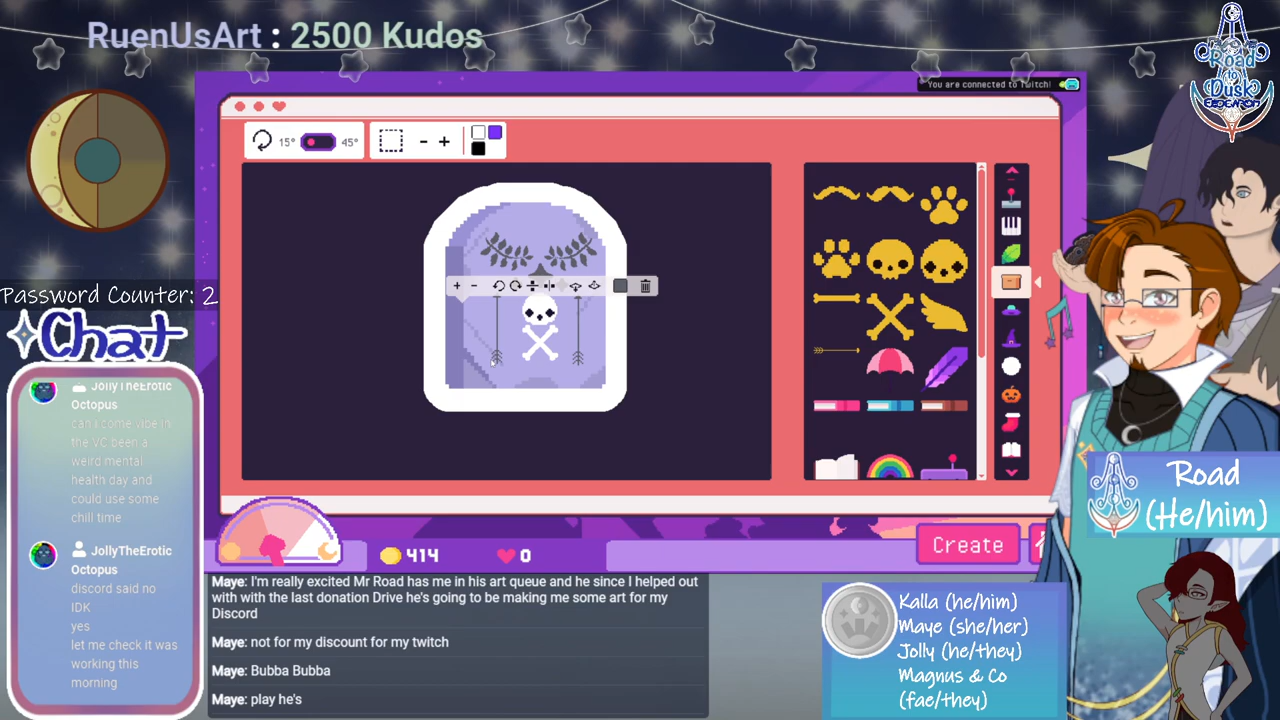 RuenUsArt : 2500 Kudos
Road
to
Dusk
You are connected to Twitch!
15° 45°
Password Counter: 2
Chat
JollyTheErotic
Octopus
can i come vibe in
the VC been a
weird mental
health day and
could use some
chill time
JollyTheErotic
Octopus
discord said no
IDK
yes
let me check it was
working this
morning
414
0
Create
Maye: I'm really excited Mr Road has me in his art queue and he since I helped out
with with the last donation Drive he's going to be making me some art for my
Discord
Maye: not for my discount for my twitch
Maye: Bubba Bubba
Maye: play he's
Road
(He/him)
Kalla (he/him)
Maye (she/her)
Jolly (he/they)
Magnus & Co
(fae/they)